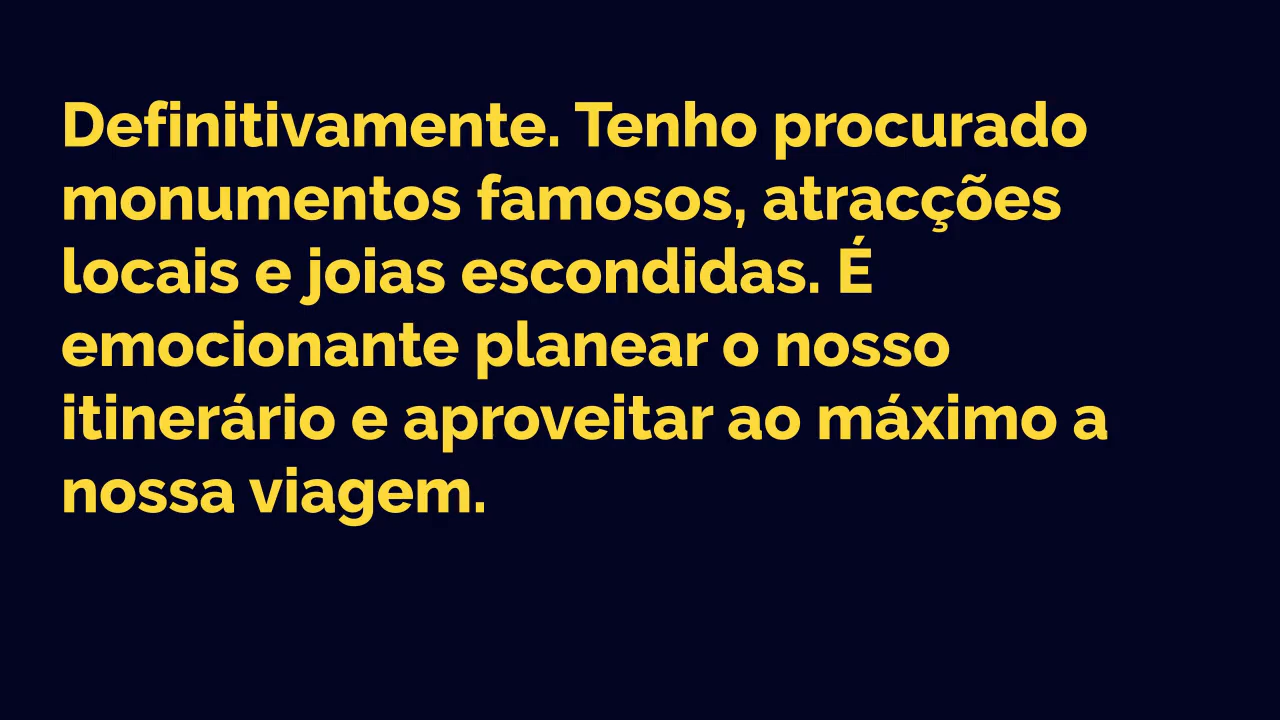 Definitivamente. Tenho procurado
monumentos famosos, atracções
locais e joias escondidas. É
emocionante planear o nosso
itinerário e aproveitar ao máximo a
nossa viagem.